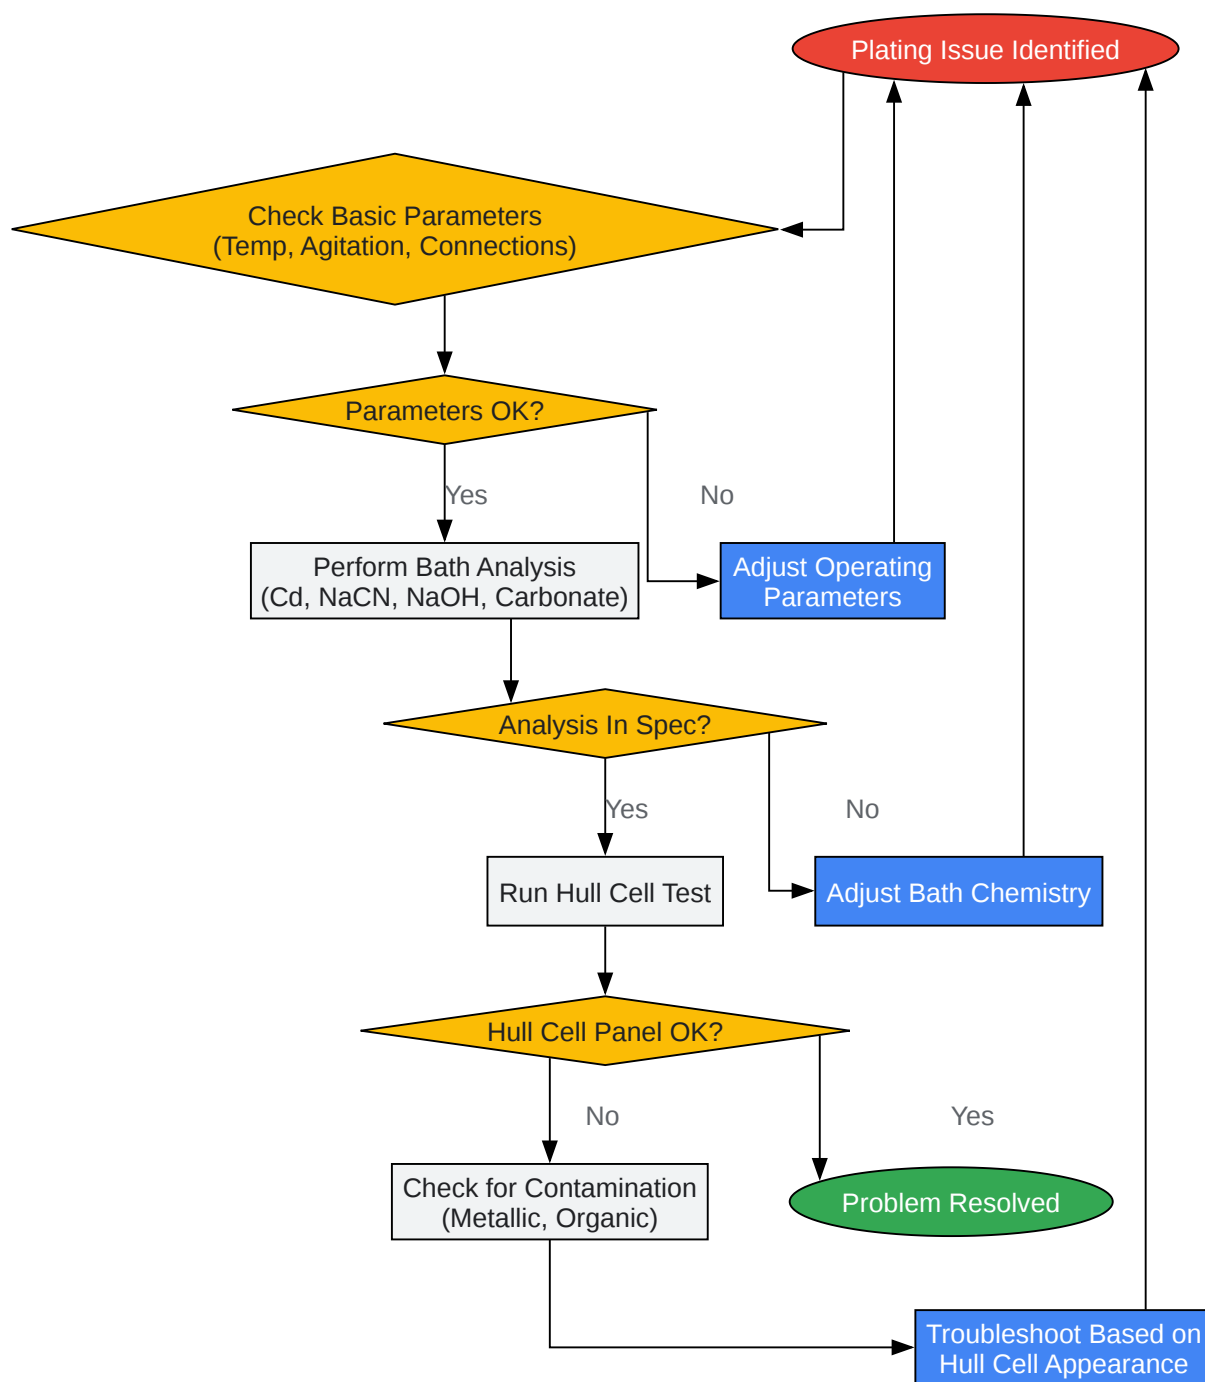 Plating Issue Identified
Check Basic Parameters
(Temp, Agitation, Connections)
Parameters OK?
Yes
No
Perform Bath Analysis
(Cd, NaCN, NaOH, Carbonate)
Adjust Operating
Parameters
Analysis In Spec?
Yes
No
Run Hull Cell Test
Adjust Bath Chemistry
Hull Cell Panel OK?
No
Yes
Check for Contamination
(Metallic, Organic)
Problem Resolved
Troubleshoot Based on
Hull Cell Appearance